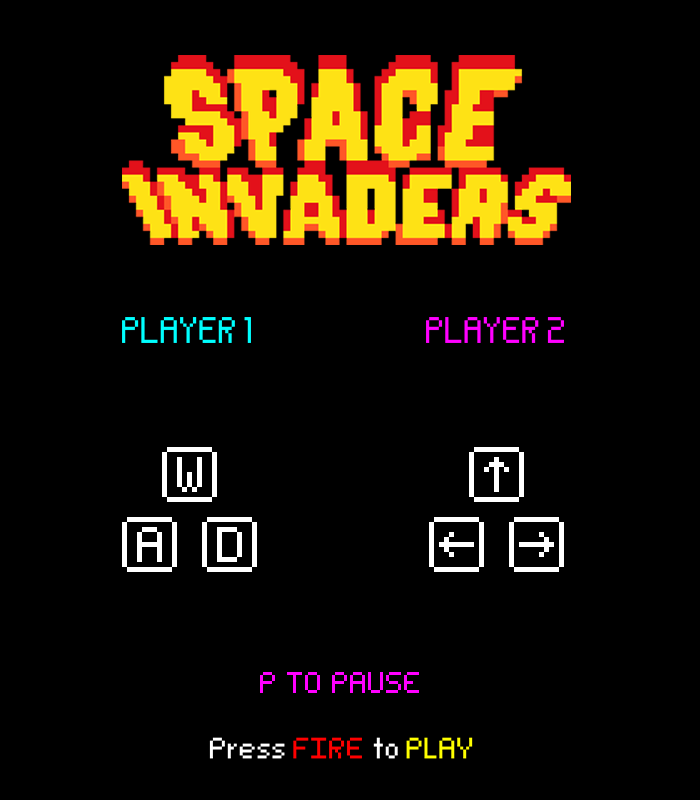 SPACE
INVADERS
PLAYER 1 PLAYER 2
W ↑
A D ← →
P TO PAUSE
Press FIRE to PLAY